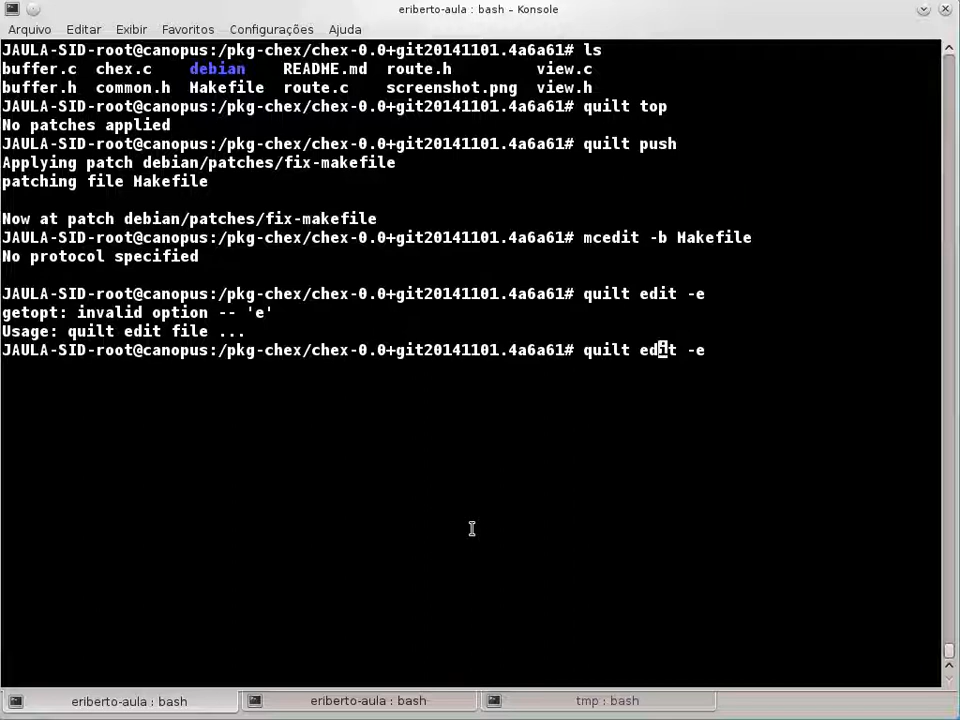 eriberto-aula : bash – Konsole
Arquivo Editar Exibir Favoritos Configurações Ajuda
JAULA-SID-root@canopus:/pkg-chex/chex-0.0+git20141101.4a6a61# ls
buffer.c chex.c debian README.md route.h view.c
buffer.h common.h Makefile route.c screenshot.png view.h
JAULA-SID-root@canopus:/pkg-chex/chex-0.0+git20141101.4a6a61# quilt top
No patches applied
JAULA-SID-root@canopus:/pkg-chex/chex-0.0+git20141101.4a6a61# quilt push
Applying patch debian/patches/fix-makefile
patching file Makefile
Now at patch debian/patches/fix-makefile
JAULA-SID-root@canopus:/pkg-chex/chex-0.0+git20141101.4a6a61# mcedit -b Makefile
No protocol specified
JAULA-SID-root@canopus:/pkg-chex/chex-0.0+git20141101.4a6a61# quilt edit -e
getopt: invalid option -- 'e'
Usage: quilt edit file ...
JAULA-SID-root@canopus:/pkg-chex/chex-0.0+git20141101.4a6a61# quilt edit -e
eriberto-aula : bash eriberto-aula : bash tmp : bash